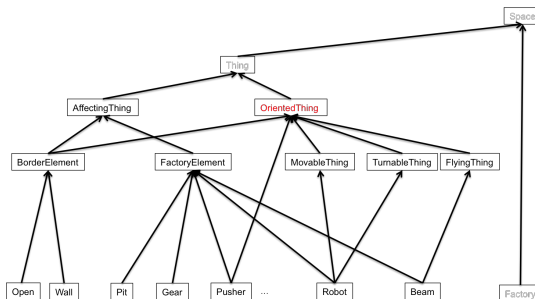 Space
Thing
AffectingThing OrientedThing
BorderElement FactoryElement MovableThing TurnableThing FlyingThing
Open Wall Pit Gear Pusher ... Robot Beam Factory